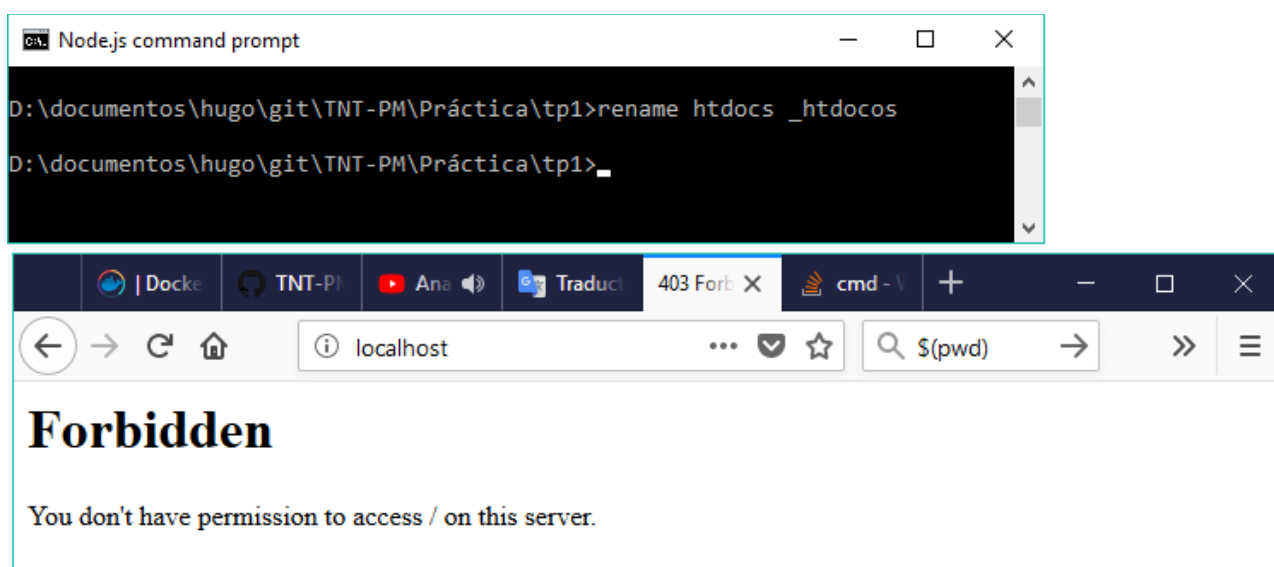 Node.js command prompt
D:\documentos\hugo\git\TNT-PM\Práctica\tp1>rename htdocs _htdocos
D:\documentos\hugo\git\TNT-PM\Práctica\tp1>
| Docke TNT-PM Ana Traduct 403 Forb cmd - W
localhost $(pwd)
Forbidden
You don't have permission to access / on this server.